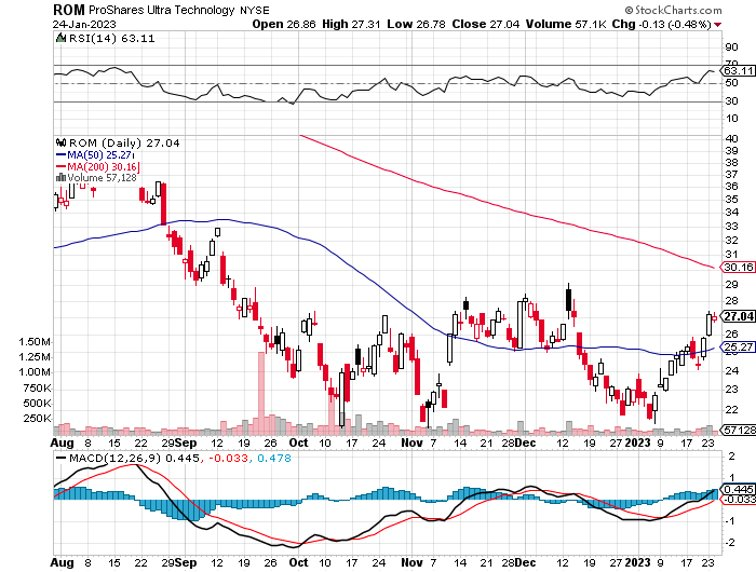 ROM ProShares Ultra Technology NYSE © StockCharts.com
24-Jan-2023 Open 26.86 High 27.31 Low 26.78 Close 27.04 Volume 57.1K Chg -0.13 (-0.48%)
RSI(14) 63.11
90
70
63.11
50
30
10
ROM (Daily) 27.04
MA(50) 25.27
MA(200) 30.16
Volume 57,128
40
39
38
37
36
35
34
33
32
31
30.16
29
28
27.04
26
25.27
24
23
22
57128
1.50M
1.25M
1.00M
750K
500K
250K
Aug 8 15 22 Sep 12 19 26 Oct 10 17 24 Nov 7 14 21 28 Dec 12 19 27 2023 9 17 23
MACD(12,26,9) 0.445, -0.033, 0.478
2
1
0.445
-0.033
-1
-2
Aug 8 15 22 Sep 12 19 26 Oct 10 17 24 Nov 7 14 21 28 Dec 12 19 27 2023 9 17 23